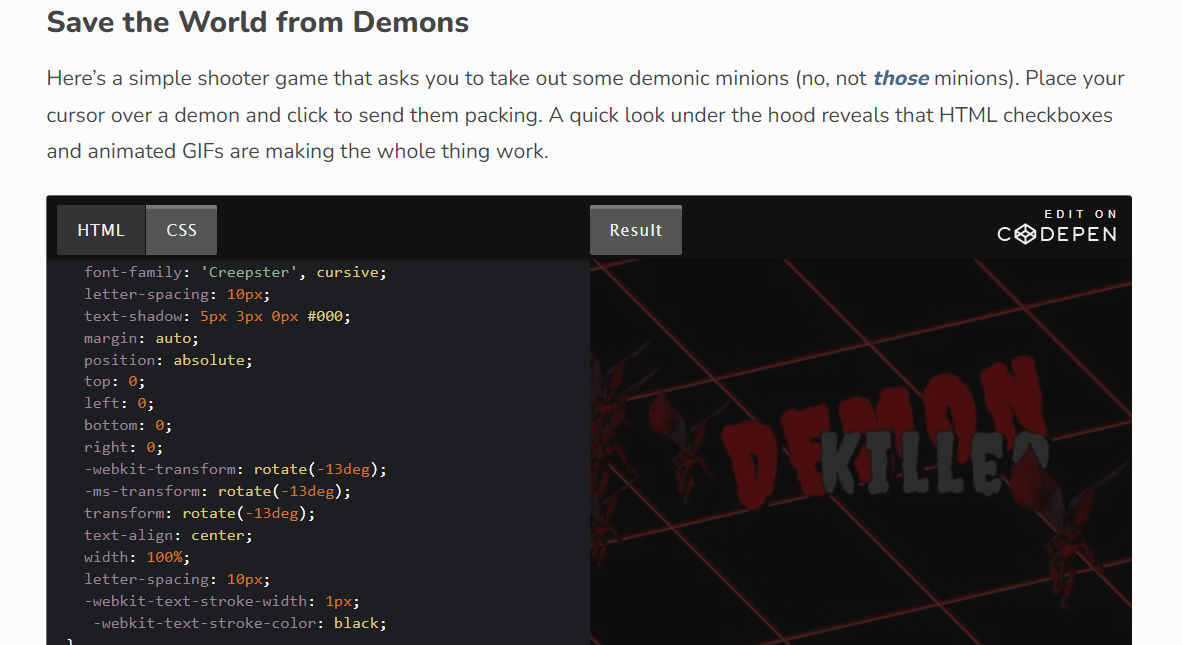 Save the World from Demons
Here’s a simple shooter game that asks you to take out some demonic minions (no, not those minions). Place your
cursor over a demon and click to send them packing. A quick look under the hood reveals that HTML checkboxes
and animated GIFs are making the whole thing work.
HTML CSS Result EDIT ON
CODEPEN
font-family: 'Creepster', cursive;
letter-spacing: 10px;
text-shadow: 5px 3px 0px #000;
margin: auto;
position: absolute;
top: 0;
left: 0;
bottom: 0;
right: 0;
-webkit-transform: rotate(-13deg);
-ms-transform: rotate(-13deg);
transform: rotate(-13deg);
text-align: center;
width: 100%;
letter-spacing: 10px;
-webkit-text-stroke-width: 1px;
-webkit-text-stroke-color: black;
}
DEMON
KILLER